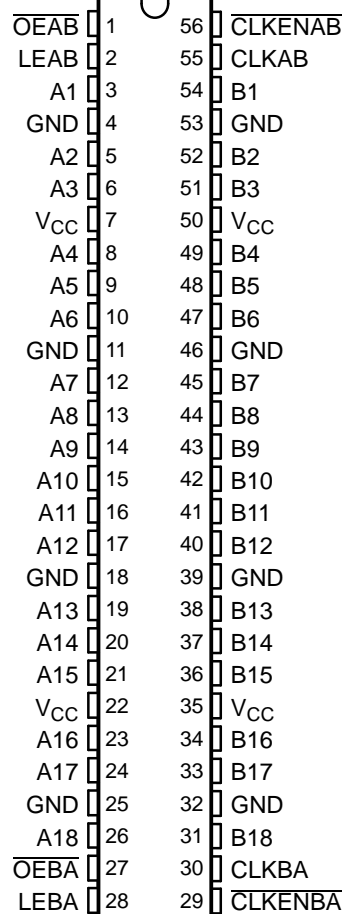 O̅E̅A̅B̅ 1 56 C̅L̅K̅E̅N̅A̅B̅
LEAB 2 55 CLKAB
A1 3 54 B1
GND 4 53 GND
A2 5 52 B2
A3 6 51 B3
VCC 7 50 VCC
A4 8 49 B4
A5 9 48 B5
A6 10 47 B6
GND 11 46 GND
A7 12 45 B7
A8 13 44 B8
A9 14 43 B9
A10 15 42 B10
A11 16 41 B11
A12 17 40 B12
GND 18 39 GND
A13 19 38 B13
A14 20 37 B14
A15 21 36 B15
VCC 22 35 VCC
A16 23 34 B16
A17 24 33 B17
GND 25 32 GND
A18 26 31 B18
O̅E̅B̅A̅ 27 30 CLKBA
LEBA 28 29 C̅L̅K̅E̅N̅B̅A̅